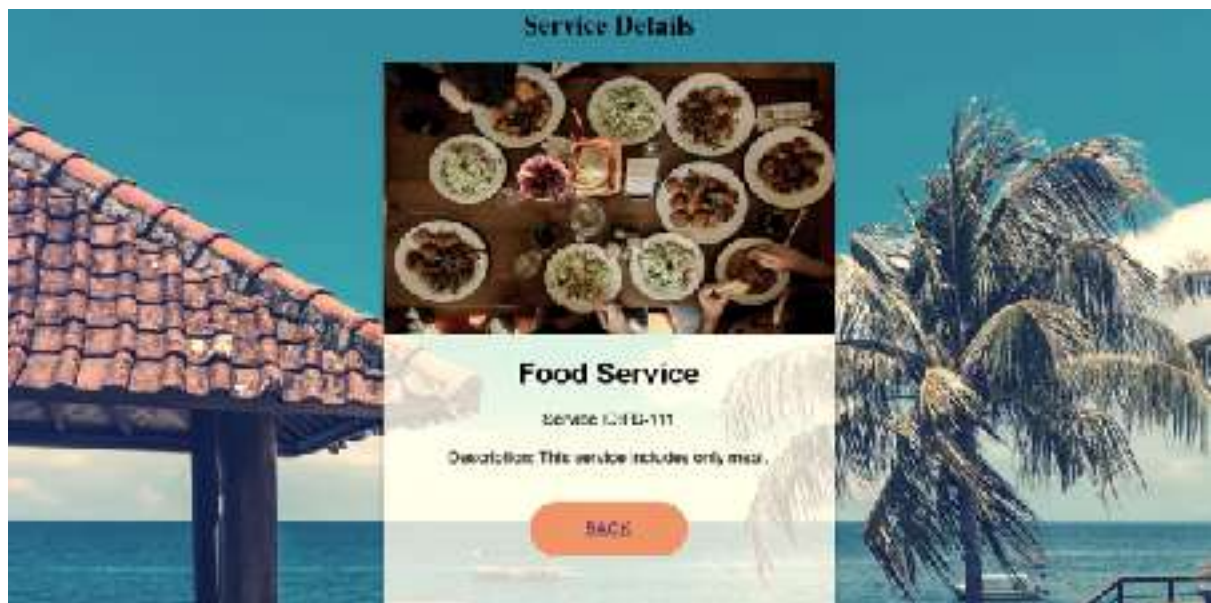 Service Details
Food Service
Service
Description: This service includes only meal.
BACK